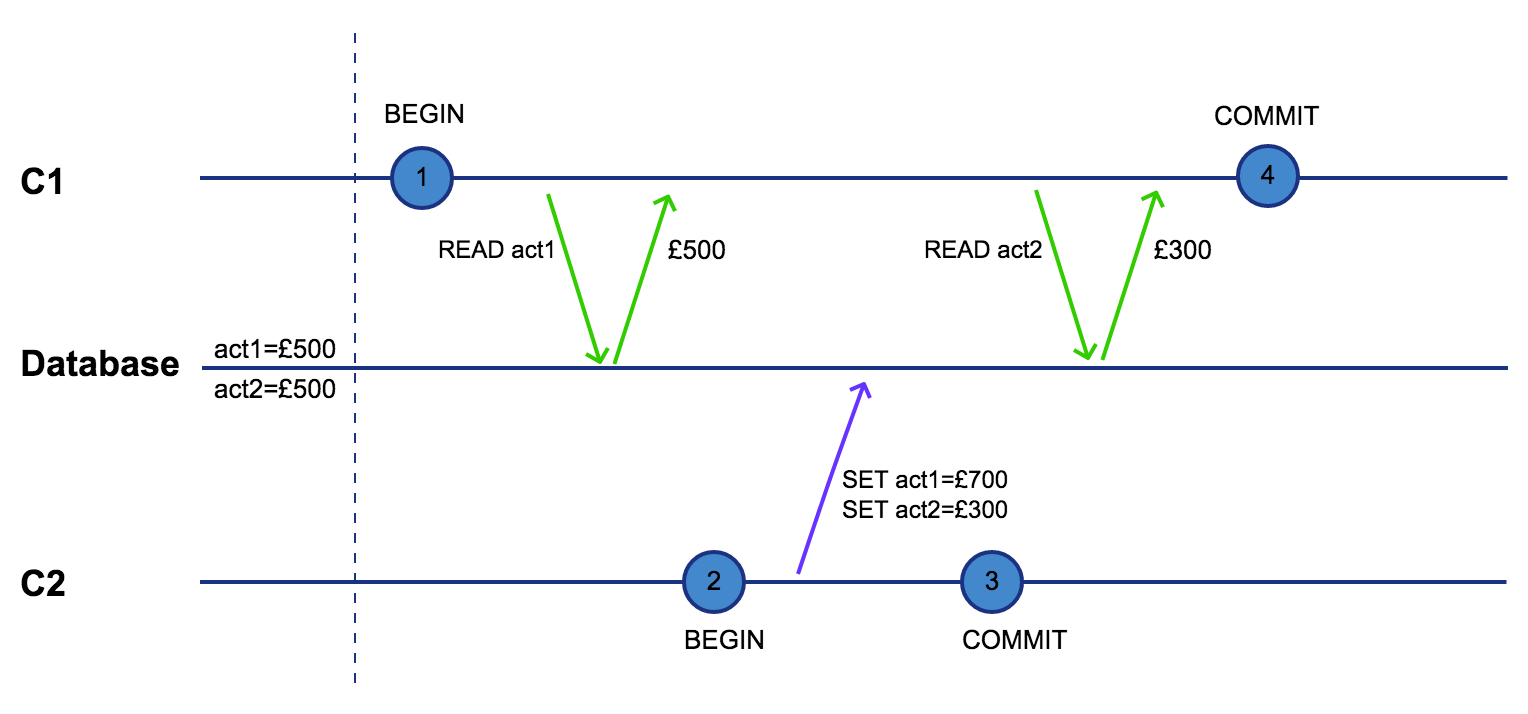 BEGIN
COMMIT
C1
1
4
READ act1
£500
READ act2
£300
act1=£500
Database
act2=£500
SET act1=£700
SET act2=£300
C2
2
3
BEGIN
COMMIT